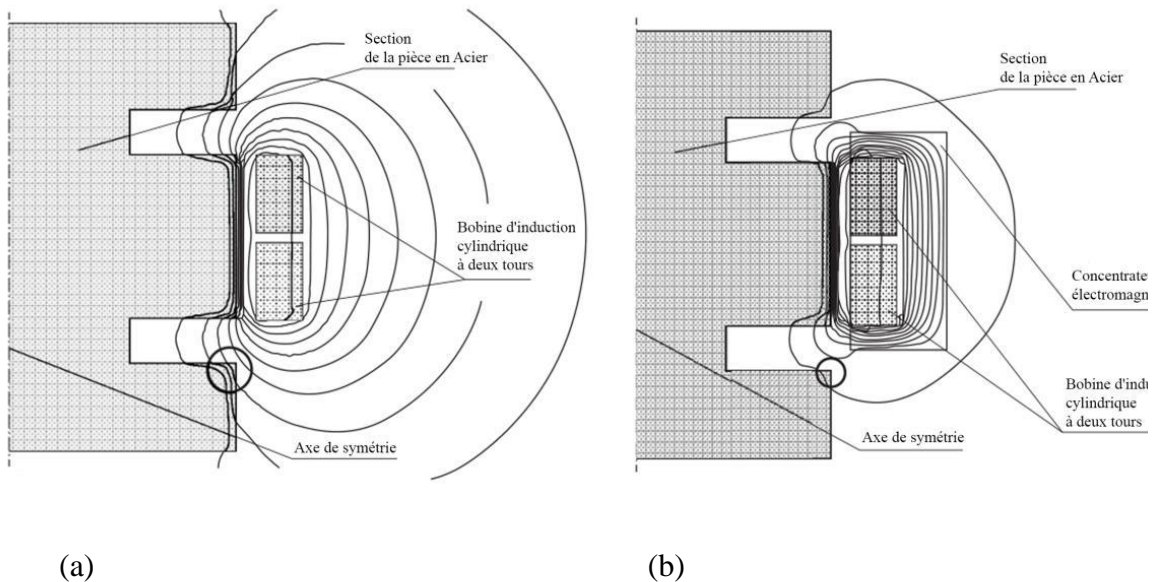 Section
de la pièce en Acier
Bobine d'induction
cylindrique
à deux tours
Axe de symétrie
(a)
Section
de la pièce en Acier
Concentrate
électromagn
Bobine d'indu
cylindrique
à deux tours
Axe de symétrie
(b)